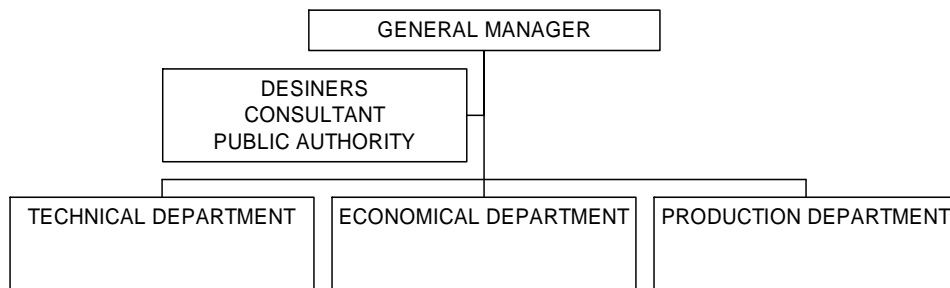 GENERAL MANAGER
DESINERS
CONSULTANT
PUBLIC AUTHORITY
TECHNICAL DEPARTMENT
ECONOMICAL DEPARTMENT
PRODUCTION DEPARTMENT